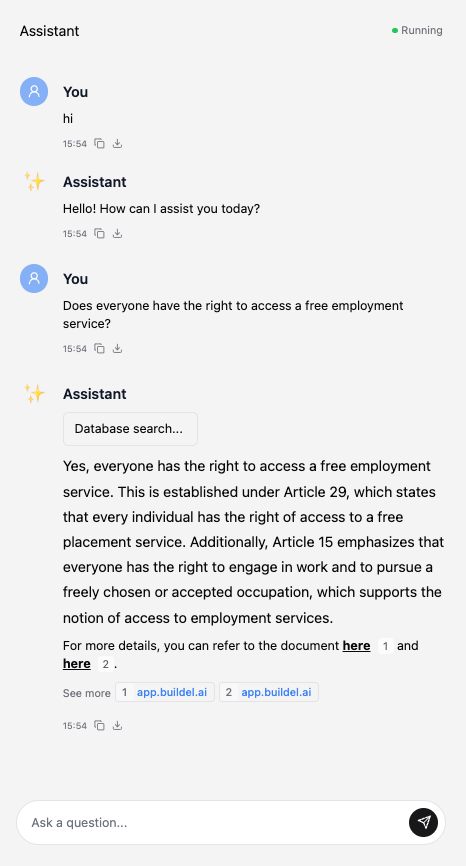 Assistant
Running
You
hi
15:54
Assistant
Hello! How can I assist you today?
15:54
You
Does everyone have the right to access a free employment
service?
15:54
Assistant
Database search...
Yes, everyone has the right to access a free employment
service. This is established under Article 29, which states
that every individual has the right of access to a free
placement service. Additionally, Article 15 emphasizes that
everyone has the right to engage in work and to pursue a
freely chosen or accepted occupation, which supports the
notion of access to employment services.
For more details, you can refer to the document here 1 and
here 2 .
See more 1 app.buildel.ai 2 app.buildel.ai
15:54
Ask a question...